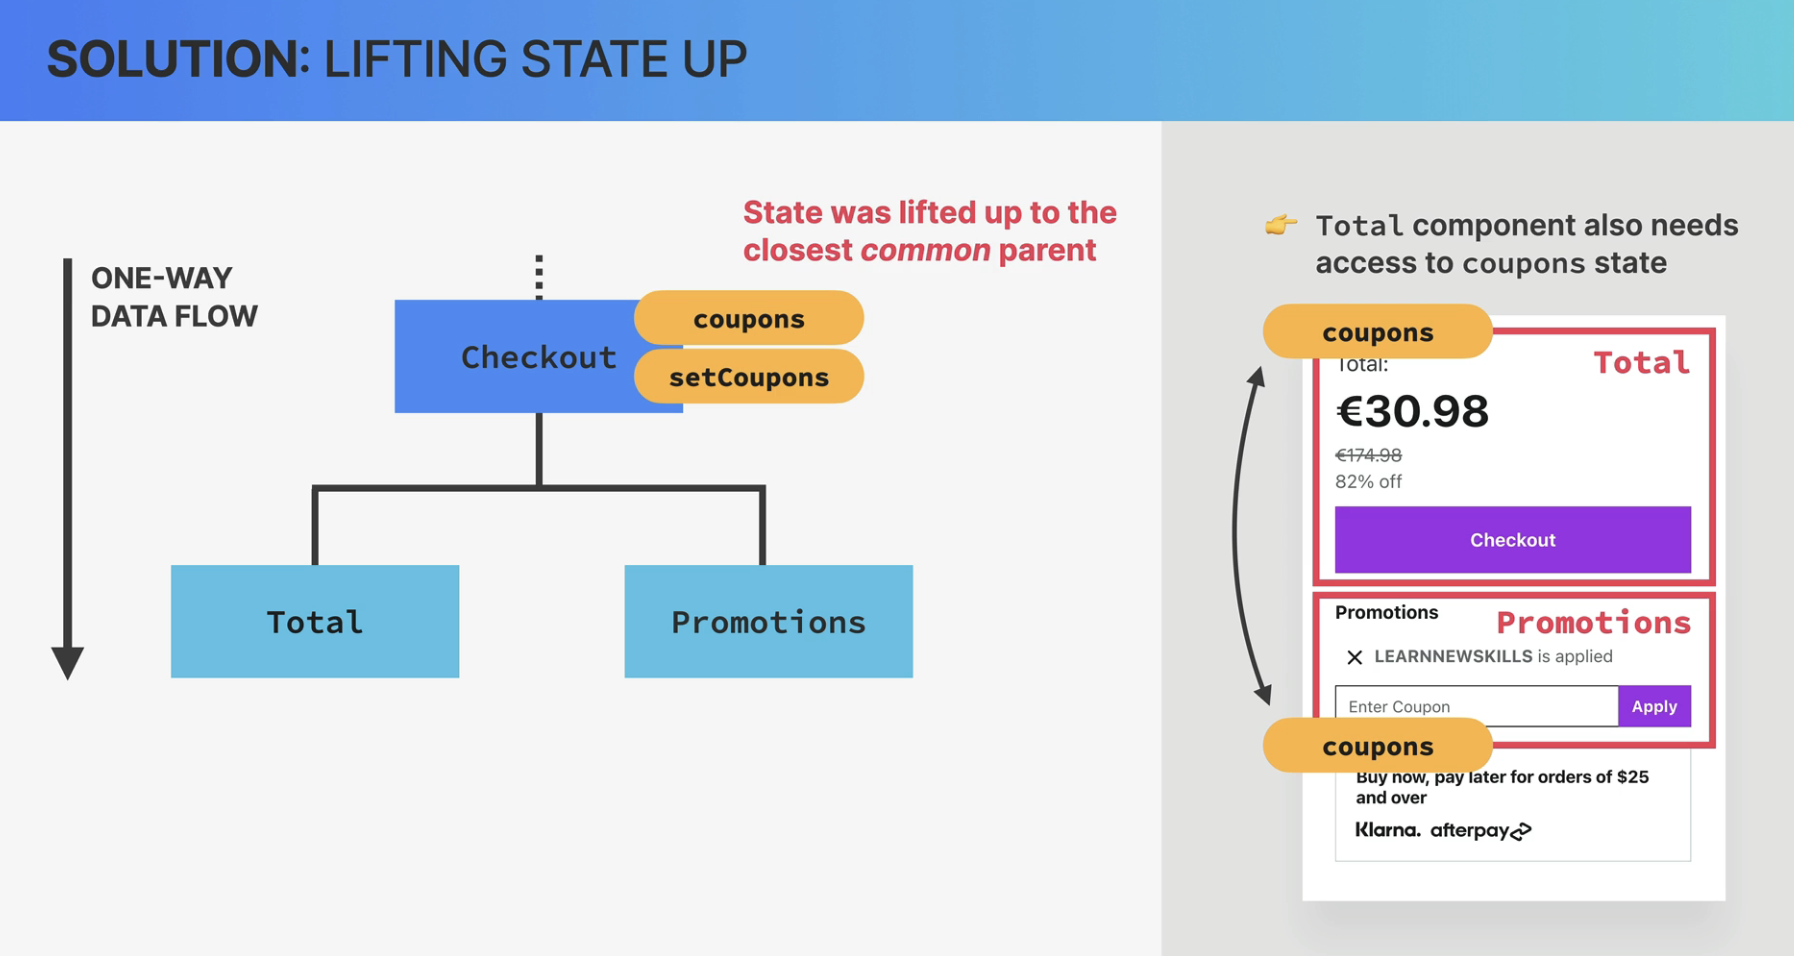 SOLUTION: LIFTING STATE UP
State was lifted up to the
closest common parent
ONE-WAY
DATA FLOW
coupons
Checkout
setCoupons
Total
Promotions
👉 Total component also needs
access to coupons state
coupons
Total:
Total
€30.98
€174.98
82% off
Checkout
Promotions
Promotions
LEARNNEWSKILLS is applied
Enter Coupon
Apply
coupons
Buy now, pay later for orders of $25
and over
Klarna. afterpay